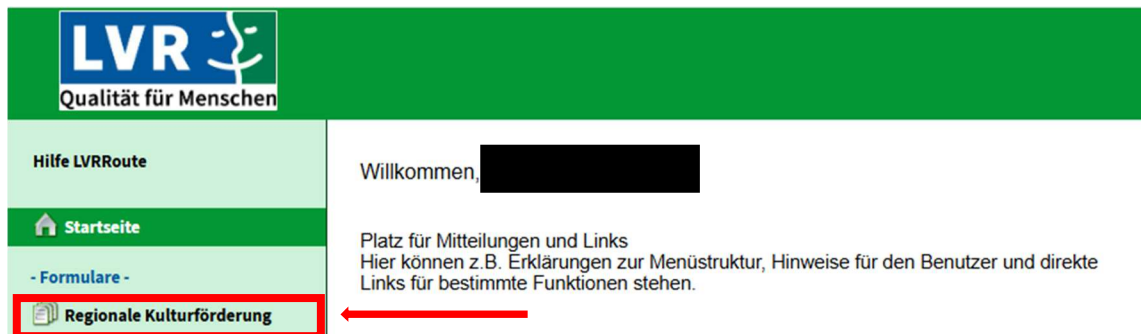 LVR
Qualität für Menschen
Hilfe LVRRoute
Startseite
- Formulare -
Regionale Kulturförderung
Willkommen,
Platz für Mitteilungen und Links
Hier können z.B. Erklärungen zur Menüstruktur, Hinweise für den Benutzer und direkte
Links für bestimmte Funktionen stehen.